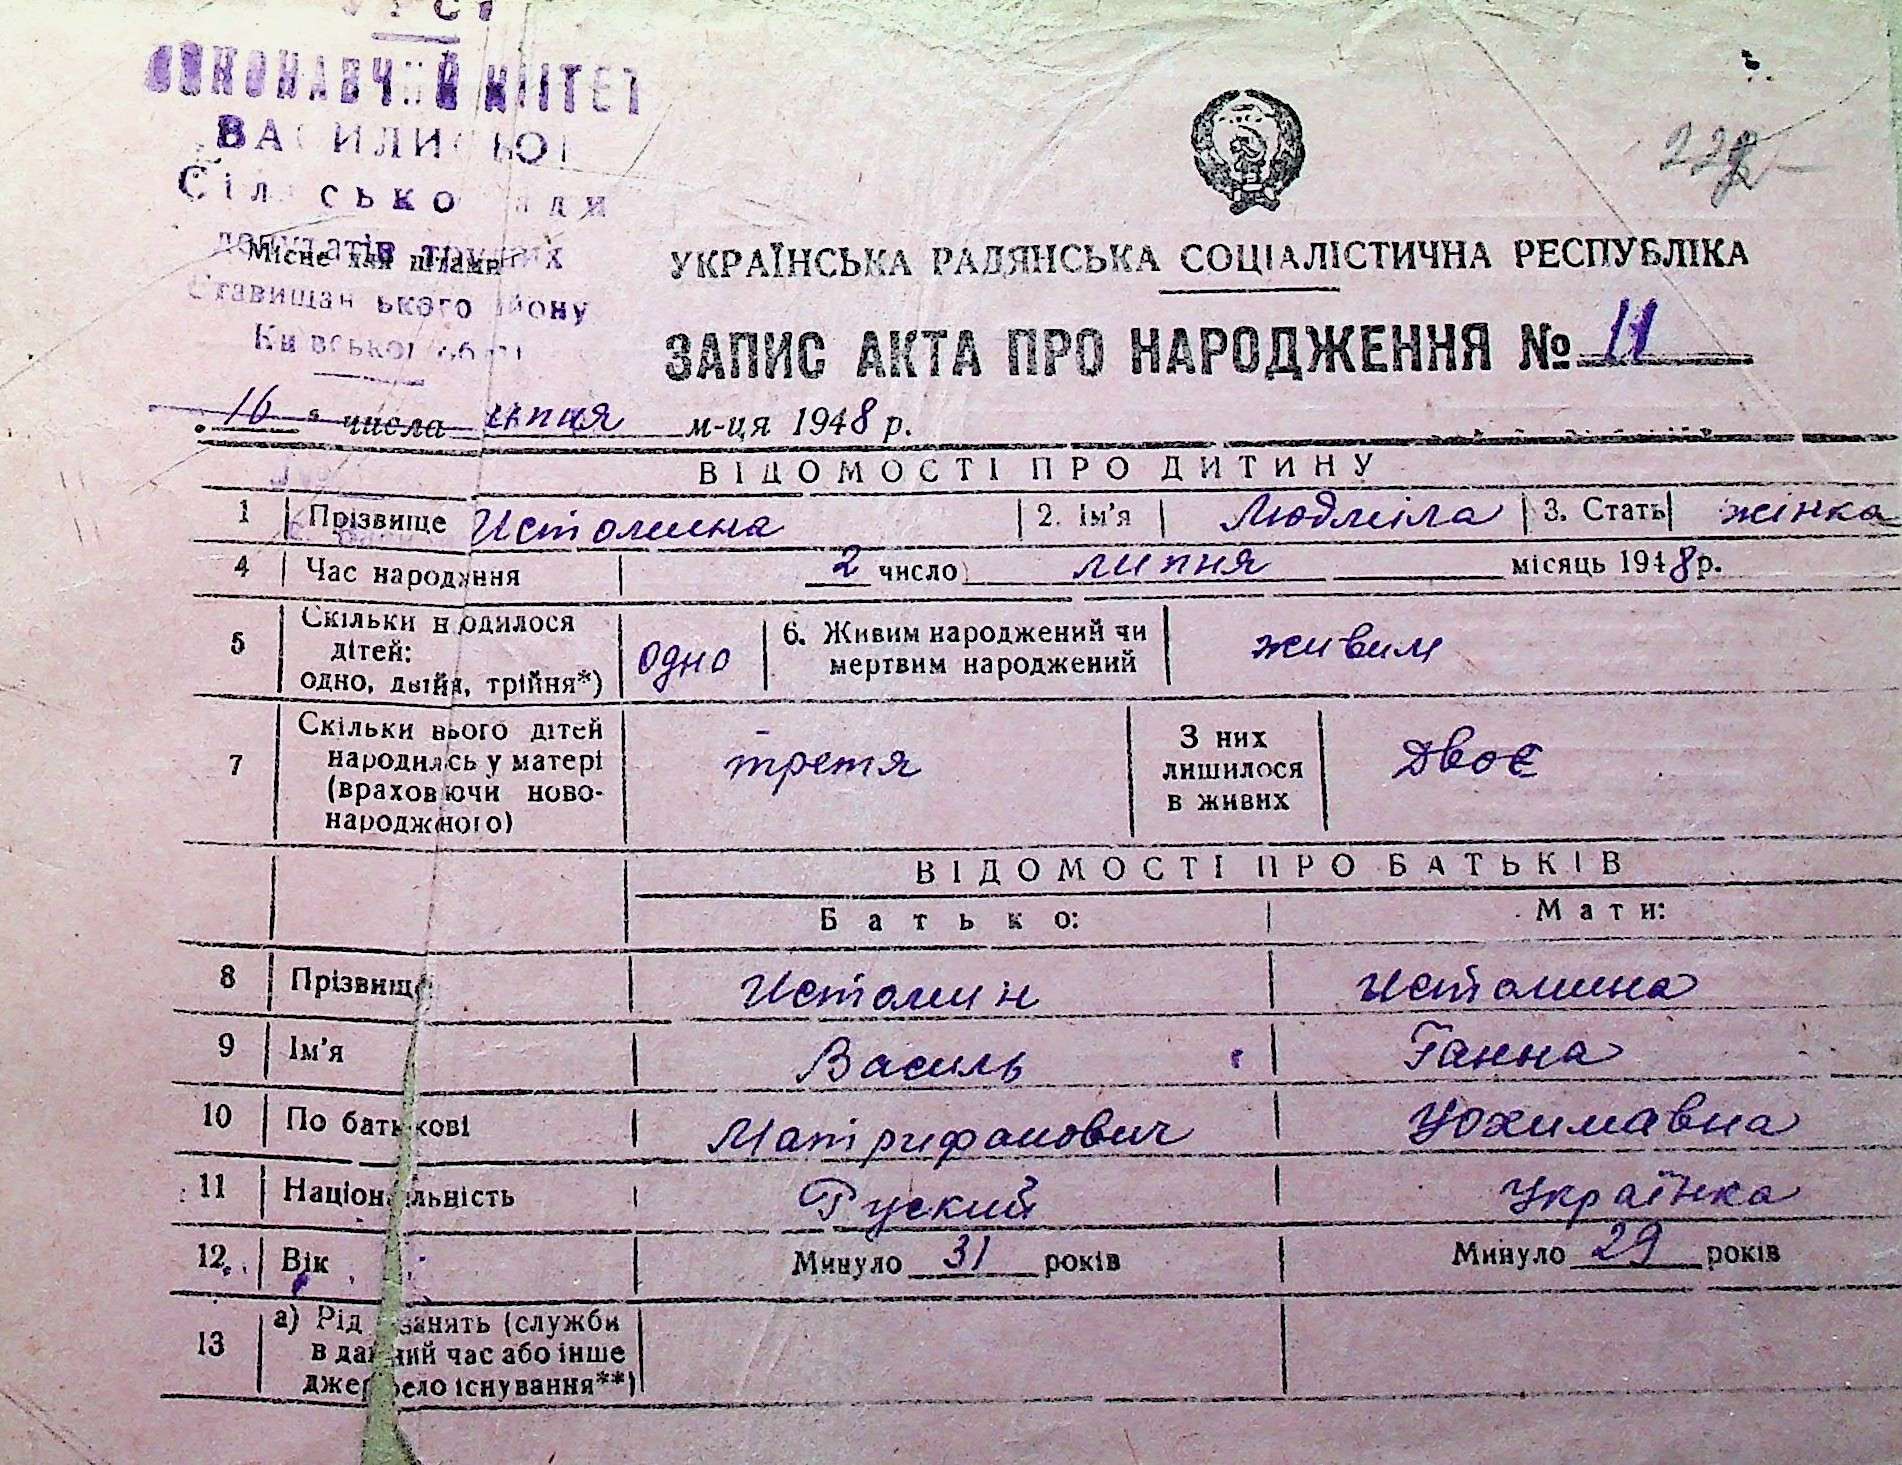 УРСР
ВИКОНАВЧИЙ КОМІТЕТ
Сільської Ради
депутатів трудящих
Місце для штампу
Ставищанського району
Київської області
228
УКРАЇНСЬКА РАДЯНСЬКА СОЦІАЛІСТИЧНА РЕСПУБЛІКА
ЗАПИС АКТА ПРО НАРОДЖЕННЯ № 11
"16" числа липня м-ця 1948 р.
ВІДОМОСТІ ПРО ДИТИНУ
1 Прізвище Истомина 2. Ім'я Людміла 3. Стать жінка
4 Час народження 2 число липня місяць 1948 р.
5 Скільки народилося дітей: одно, двійня, трійня*) одно 6. Живим народжений чи мертвим народжений живим
7 Скільки всього дітей народилась у матері (враховуючи новонародженого) третя З них лишилося в живих Двоє
ВІДОМОСТІ ПРО БАТЬКІВ
Батько: Мати:
8 Прізвище Истомин Истомина
9 Ім'я Василь Ганна
10 По батькові Матрифанович Юхимавна
11 Національність Руский Українка
12. Вік Минуло 31 років Минуло 29 років
13 а) Рід занять (служби в даний час або інше джерело існування**)